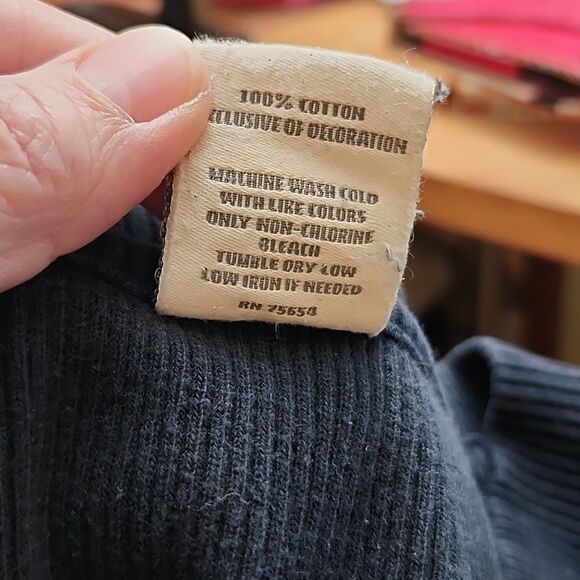 100% COTTON
EXCLUSIVE OF DECORATION
MACHINE WASH COLD
WITH LIKE COLORS
ONLY NON-CHLORINE
BLEACH
TUMBLE DRY LOW
LOW IRON IF NEEDED
RN 75654